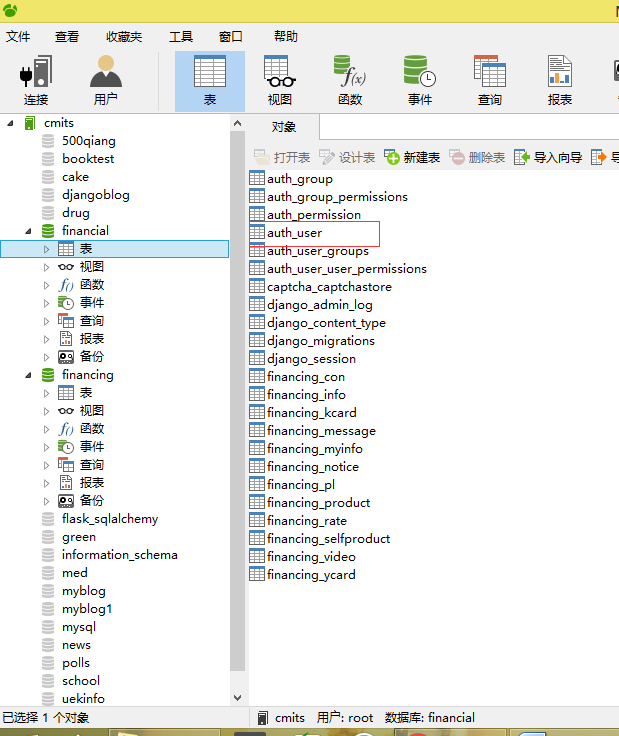 文件 查看 收藏夹 工具 窗口 帮助
连接 用户 表 视图 函数 事件 查询 报表
cmits
500qiang
booktest
cake
djangoblog
drug
financial
表
视图
函数
事件
查询
报表
备份
financing
表
视图
函数
事件
查询
报表
备份
flask_sqlalchemy
green
information_schema
med
myblog
myblog1
mysql
news
polls
school
uekinfo
对象
打开表 设计表 新建表 删除表 导入向导
auth_group
auth_group_permissions
auth_permission
auth_user
auth_user_groups
auth_user_user_permissions
captcha_captchastore
django_admin_log
django_content_type
django_migrations
django_session
financing_con
financing_info
financing_kcard
financing_message
financing_myinfo
financing_notice
financing_pl
financing_product
financing_rate
financing_selfproduct
financing_video
financing_ycard
已选择 1 个对象 cmits 用户: root 数据库: financial